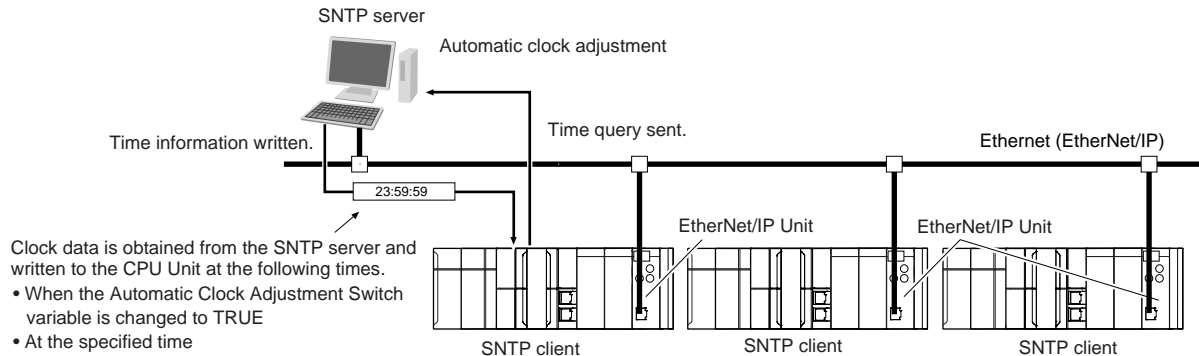 SNTP server
Automatic clock adjustment
Time information written.
Time query sent.
Ethernet (EtherNet/IP)
23:59:59
EtherNet/IP Unit
EtherNet/IP Unit
Clock data is obtained from the SNTP server and
written to the CPU Unit at the following times.
• When the Automatic Clock Adjustment Switch
variable is changed to TRUE
• At the specified time
SNTP client
SNTP client
SNTP client